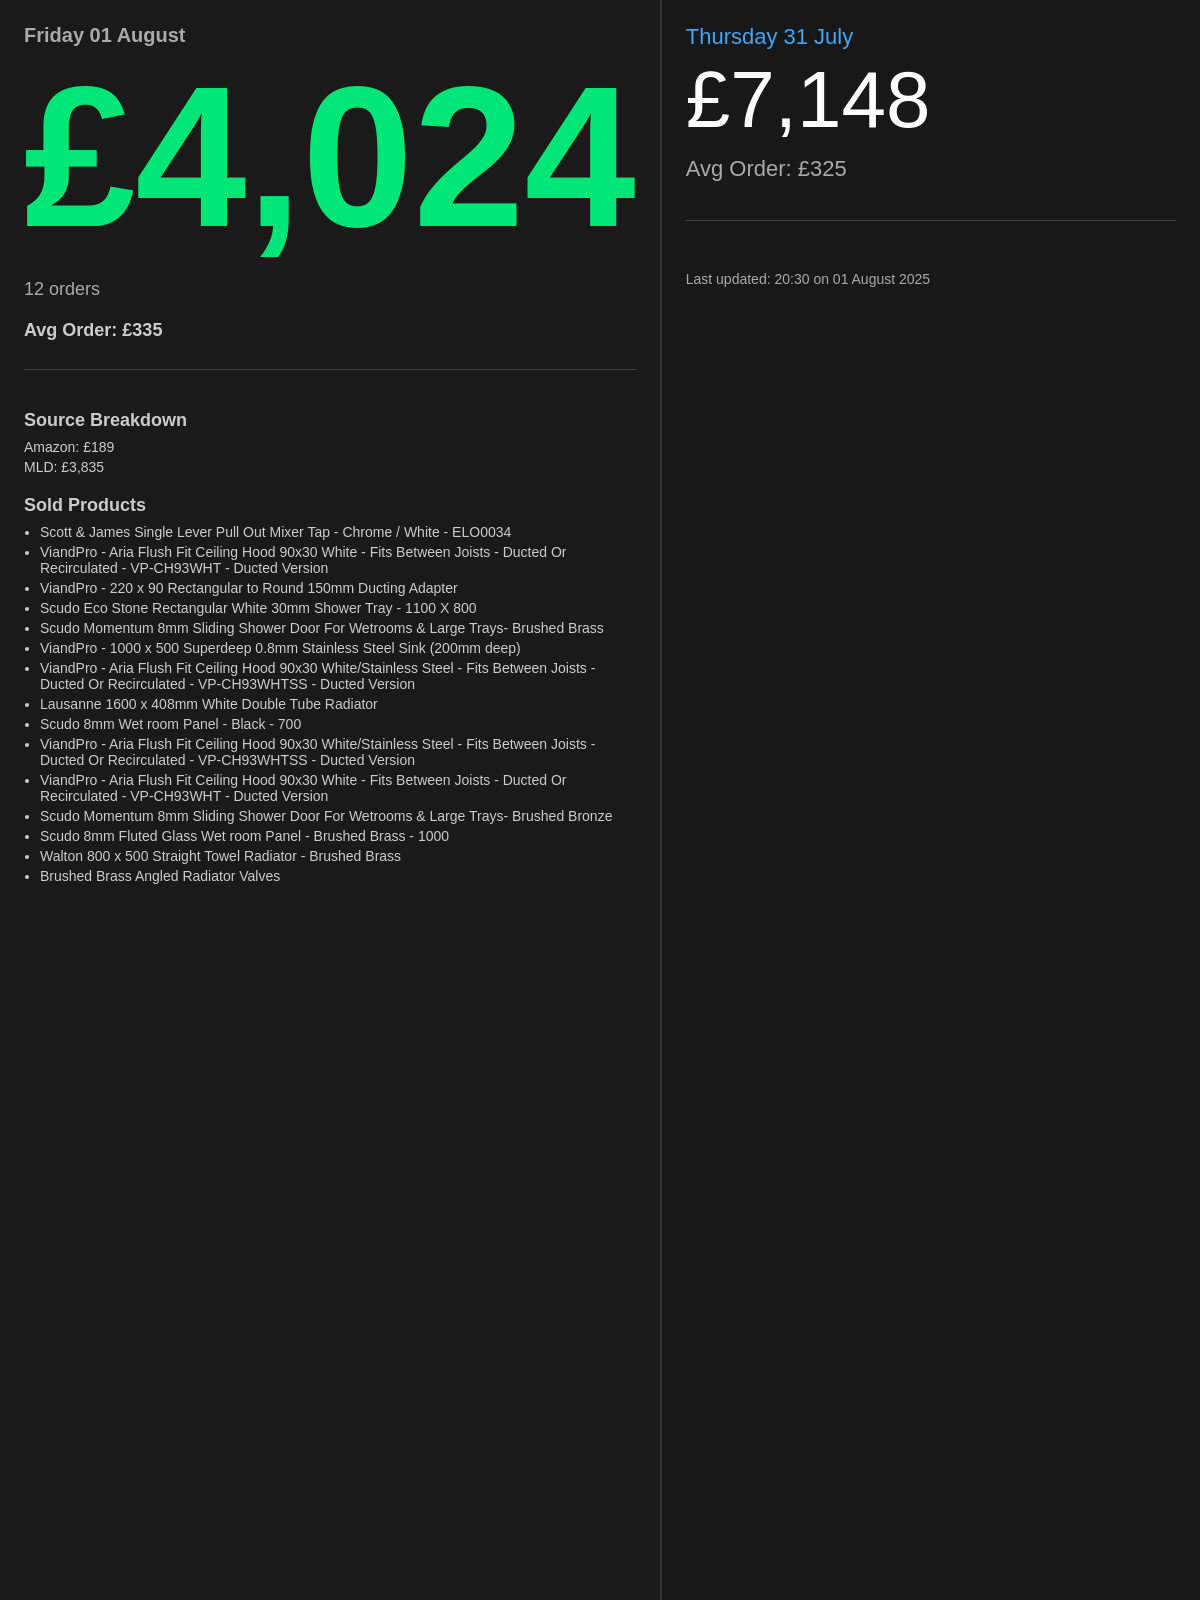 Friday 01 August
£4,024
12 orders
Avg Order: £335
Source Breakdown
Amazon: £189
MLD: £3,835
Sold Products
• Scott & James Single Lever Pull Out Mixer Tap - Chrome / White - ELO0034
• ViandPro - Aria Flush Fit Ceiling Hood 90x30 White - Fits Between Joists - Ducted Or
Recirculated - VP-CH93WHT - Ducted Version
• ViandPro - 220 x 90 Rectangular to Round 150mm Ducting Adapter
• Scudo Eco Stone Rectangular White 30mm Shower Tray - 1100 X 800
• Scudo Momentum 8mm Sliding Shower Door For Wetrooms & Large Trays- Brushed Brass
• ViandPro - 1000 x 500 Superdeep 0.8mm Stainless Steel Sink (200mm deep)
• ViandPro - Aria Flush Fit Ceiling Hood 90x30 White/Stainless Steel - Fits Between Joists -
Ducted Or Recirculated - VP-CH93WHTSS - Ducted Version
• Lausanne 1600 x 408mm White Double Tube Radiator
• Scudo 8mm Wet room Panel - Black - 700
• ViandPro - Aria Flush Fit Ceiling Hood 90x30 White/Stainless Steel - Fits Between Joists -
Ducted Or Recirculated - VP-CH93WHTSS - Ducted Version
• ViandPro - Aria Flush Fit Ceiling Hood 90x30 White - Fits Between Joists - Ducted Or
Recirculated - VP-CH93WHT - Ducted Version
• Scudo Momentum 8mm Sliding Shower Door For Wetrooms & Large Trays- Brushed Bronze
• Scudo 8mm Fluted Glass Wet room Panel - Brushed Brass - 1000
• Walton 800 x 500 Straight Towel Radiator - Brushed Brass
• Brushed Brass Angled Radiator Valves
Thursday 31 July
£7,148
Avg Order: £325
Last updated: 20:30 on 01 August 2025